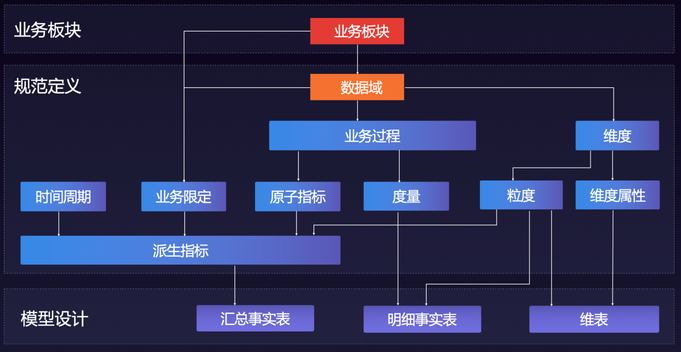 业务板块
业务板块
规范定义
数据域
业务过程
维度
时间周期
业务限定
原子指标
度量
粒度
维度属性
派生指标
模型设计
汇总事实表
明细事实表
维表